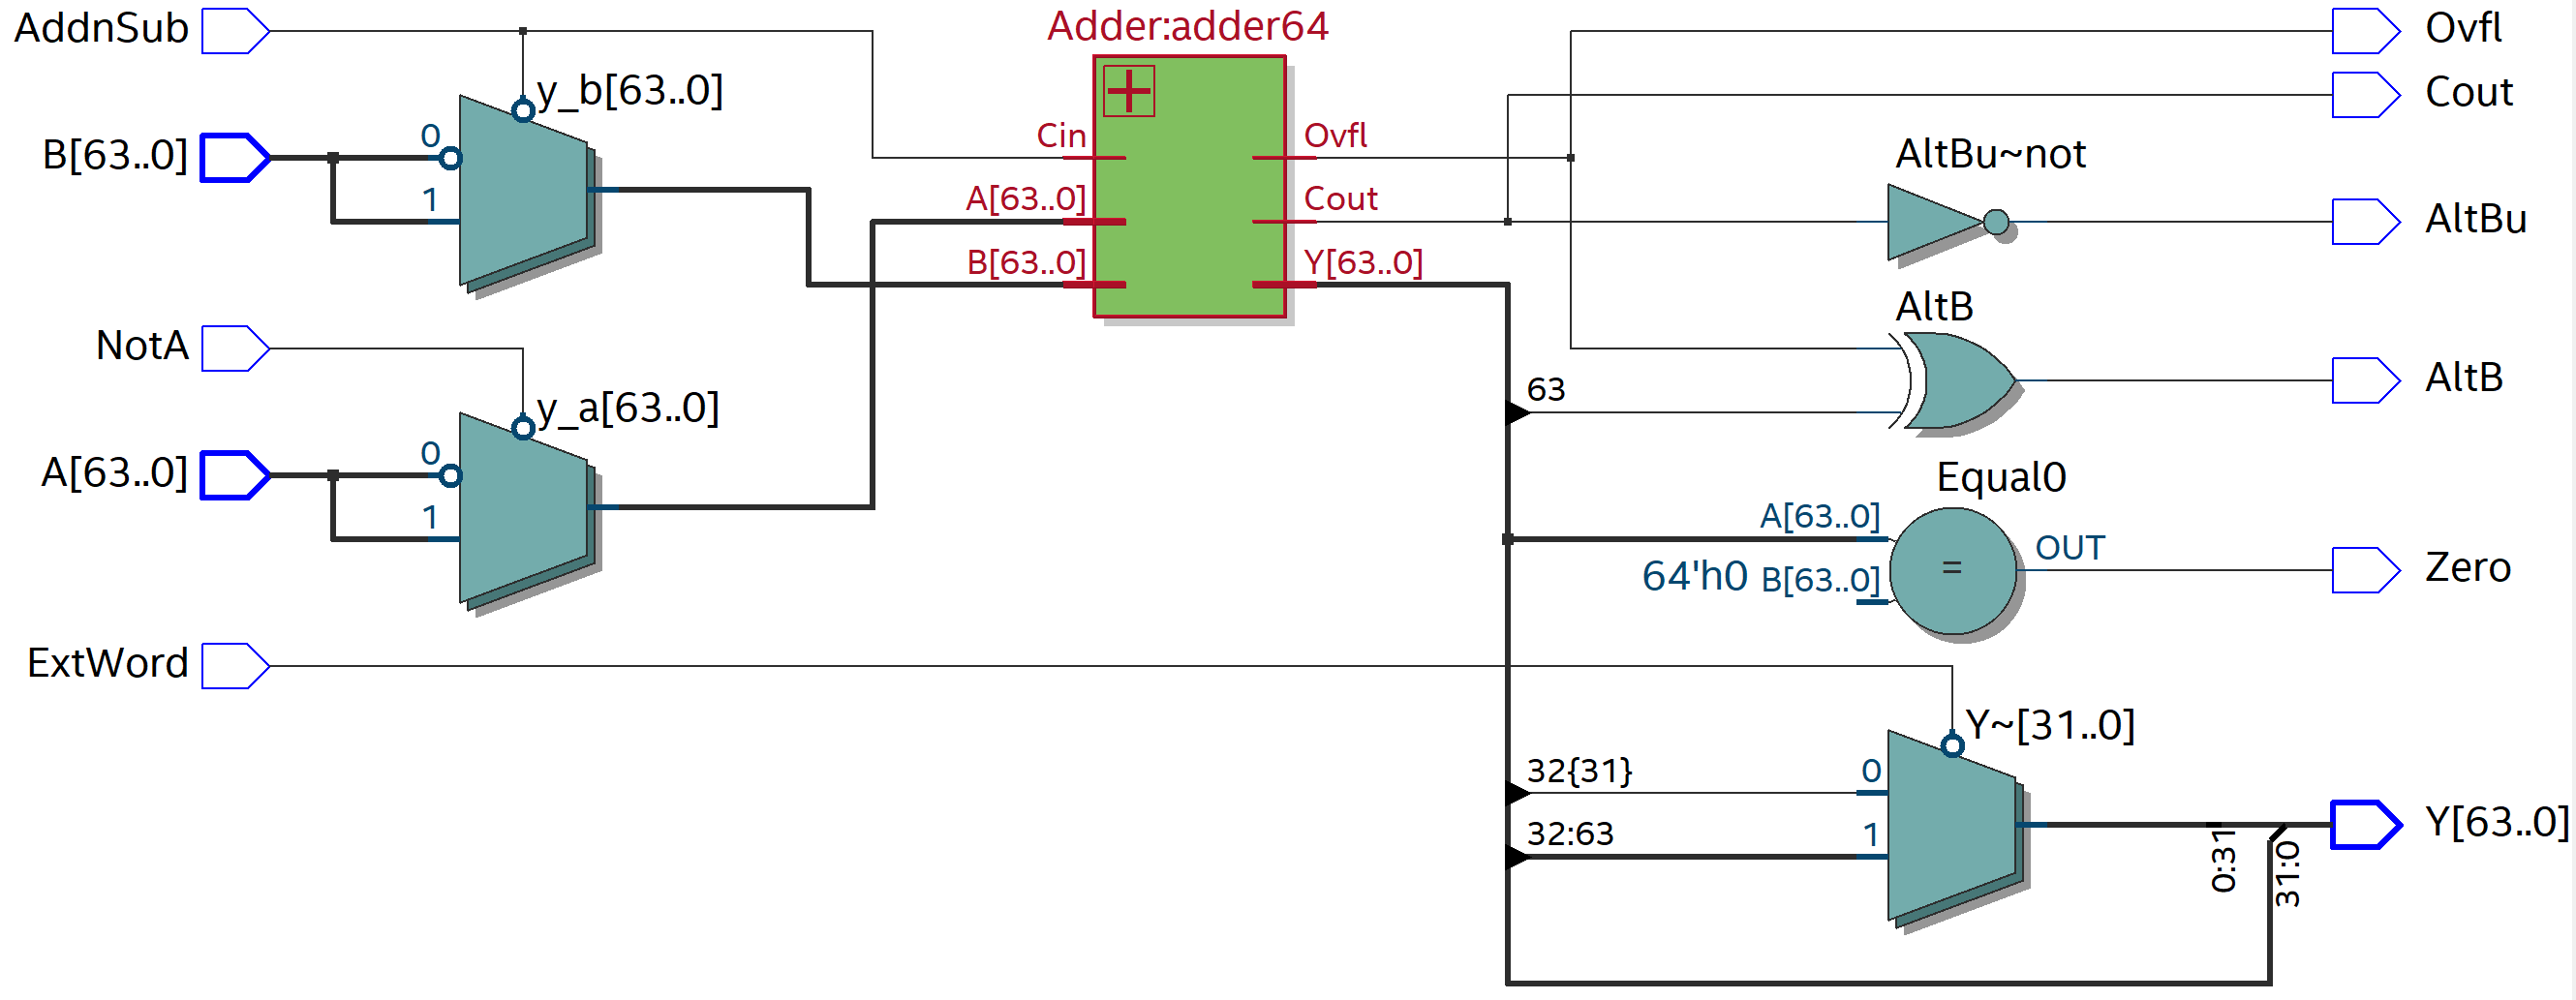 AddnSub
Adder:adder64
Ovfl
y_b[63..0]
Cout
B[63..0]
0
1
Cin
A[63..0]
B[63..0]
Ovfl
Cout
Y[63..0]
AltBu~not
AltBu
AltB
NotA
y_a[63..0]
63
AltB
A[63..0]
0
1
Equal0
A[63..0]
64'h0 B[63..0]
=
OUT
Zero
ExtWord
Y~[31..0]
32{31}
0
32:63
1
0:31
31:0
Y[63..0]